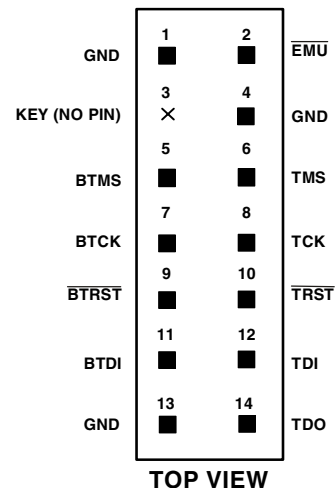 1 2
GND EMU
3 4
KEY (NO PIN) GND
5 6
BTMS TMS
7 8
BTCK TCK
9 10
BTRST TRST
11 12
BTDI TDI
13 14
GND TDO
TOP VIEW